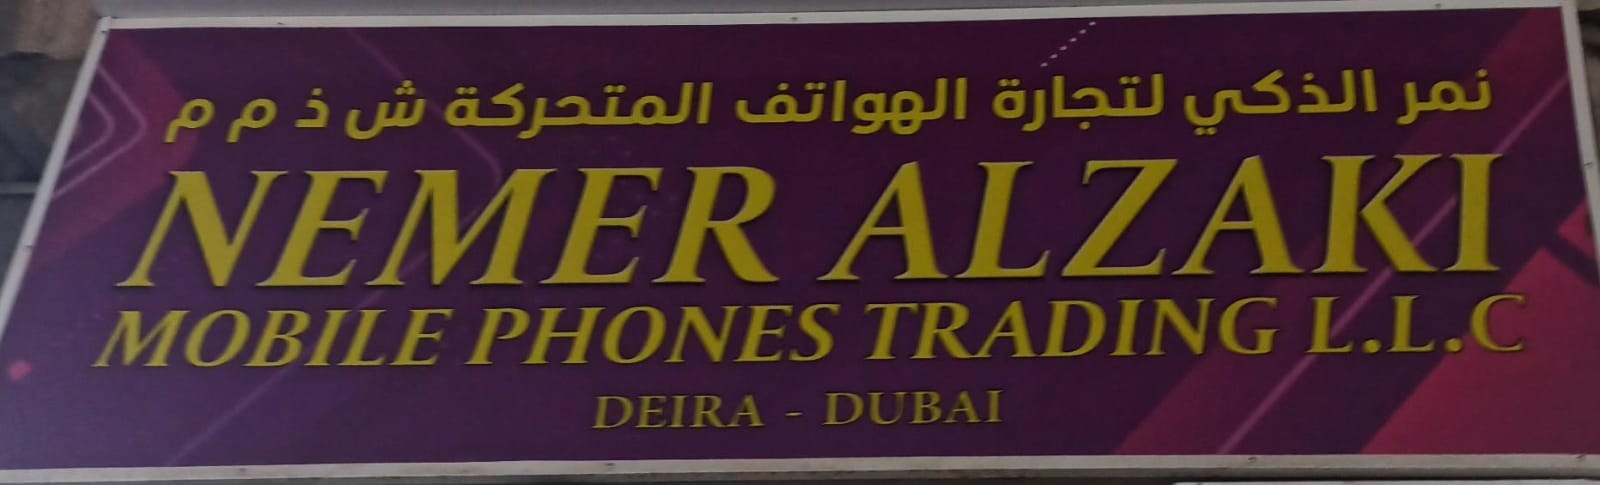 نمر الذكي لتجارة الهواتف المتحركة ش ذ م م
NEMER ALZAKI
MOBILE PHONES TRADING L.L.C
DEIRA - DUBAI